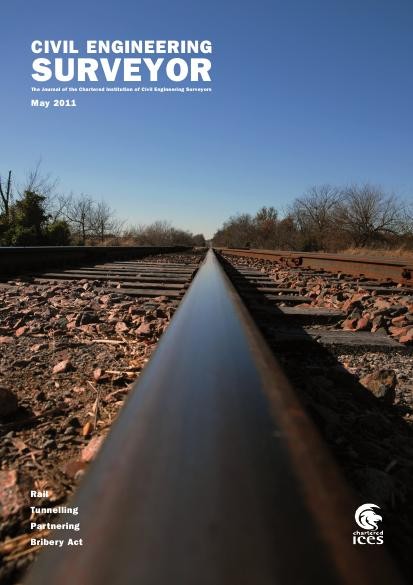 CIVIL ENGINEERING
SURVEYOR
The Journal of the Chartered Institution of Civil Engineering Surveyors
May 2011
Rail
Tunnelling
Partnering
Bribery Act
chartered
ices